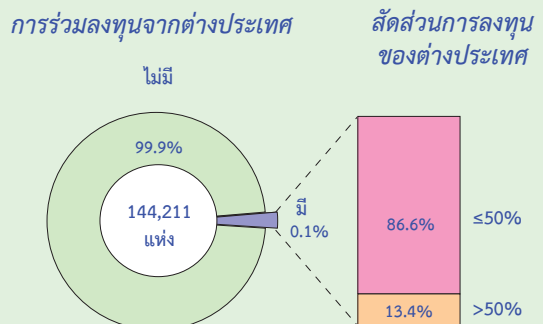 การร่วมลงทุนจากต่างประเทศ
ไม่มี
99.9%
144,211
แห่ง
มี
0.1%
สัดส่วนการลงทุน
ของต่างประเทศ
86.6%
≤50%
13.4%
>50%